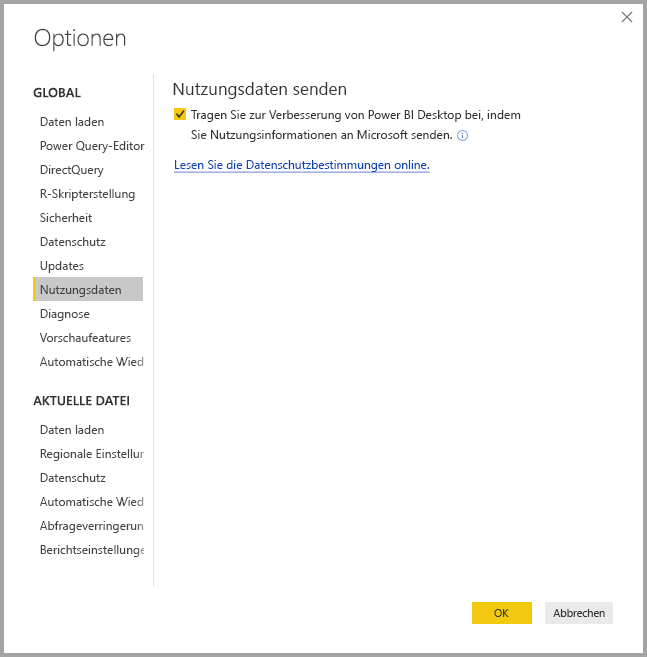 Optionen
GLOBAL
Daten laden
Power Query-Editor
DirectQuery
R-Skripterstellung
Sicherheit
Datenschutz
Updates
Nutzungsdaten
Diagnose
Vorschaufeatures
Automatische Wied
AKTUELLE DATEI
Daten laden
Regionale Einstellur
Datenschutz
Automatische Wied
Abfrageverringerun
Berichtseinstellunge
Nutzungsdaten senden
Tragen Sie zur Verbesserung von Power BI Desktop bei, indem
Sie Nutzungsinformationen an Microsoft senden.
Lesen Sie die Datenschutzbestimmungen online.
OK
Abbrechen